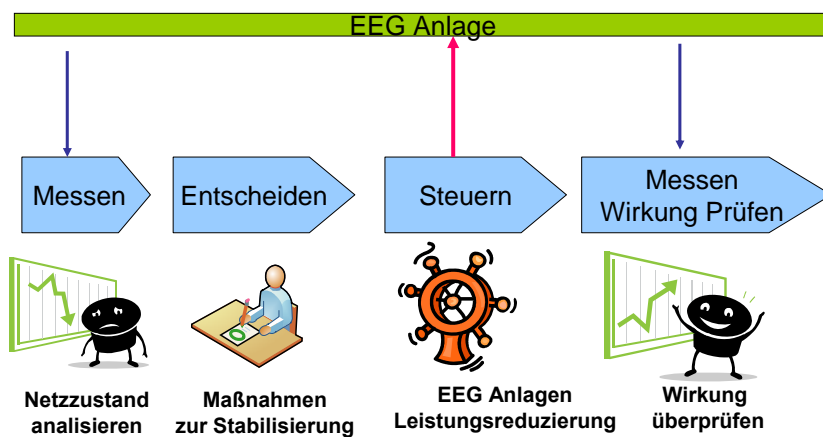 EEG Anlage
Messen
Entscheiden
Steuern
Messen
Wirkung Prüfen
Netzzustand
analisieren
Maßnahmen
zur Stabilisierung
EEG Anlagen
Leistungsreduzierung
Wirkung
überprüfen